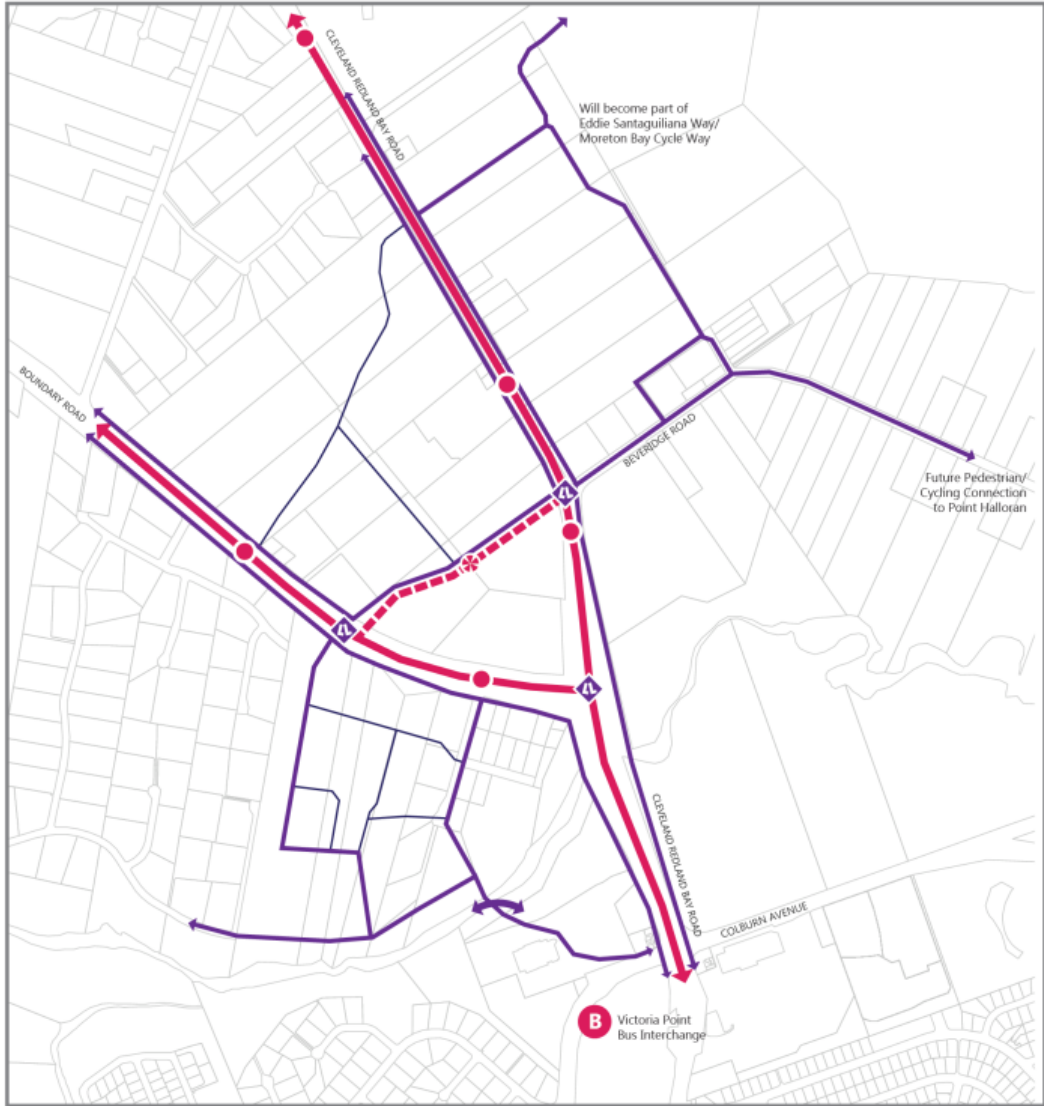 CLEVELAND REDLAND BAY ROAD
Will become part of
Eddie Santaguiliana Way/
Moreton Bay Cycle Way
BOUNDARY ROAD
BEVERIDGE ROAD
Future Pedestrian/
Cycling Connection
to Point Halloran
CLEVELAND REDLAND BAY ROAD
COLBURN AVENUE
B
Victoria Point
Bus Interchange